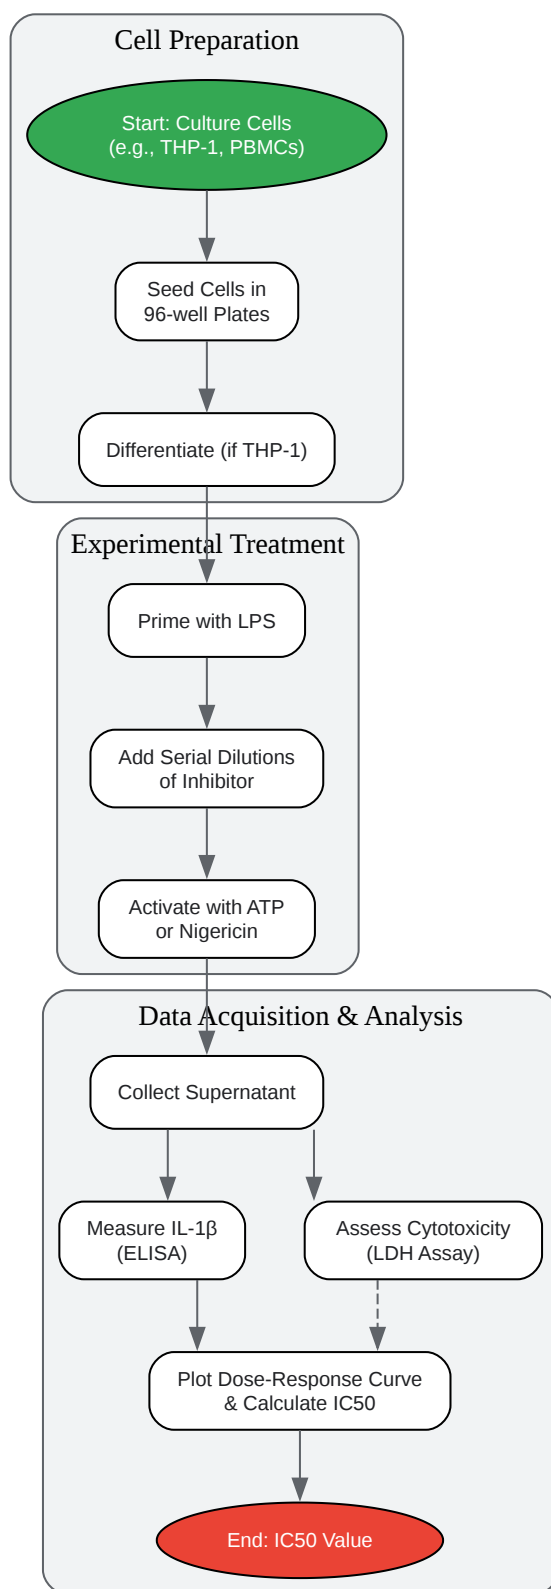 Cell Preparation
Start: Culture Cells
(e.g., THP-1, PBMCs)
Seed Cells in
96-well Plates
Differentiate (if THP-1)
Experimental Treatment
Prime with LPS
Add Serial Dilutions
of Inhibitor
Activate with ATP
or Nigericin
Data Acquisition & Analysis
Collect Supernatant
Measure IL-1β
(ELISA)
Assess Cytotoxicity
(LDH Assay)
Plot Dose-Response Curve
& Calculate IC50
End: IC50 Value